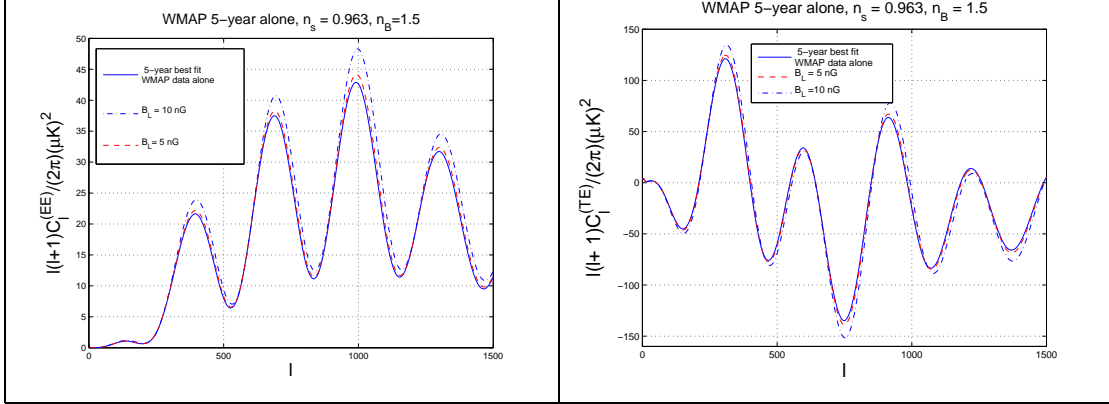 WMAP 5−year alone, n_s = 0.963, n_B=1.5
l(l+1)C_l^(EE)/(2π)(μK)^2
50
45
40
35
30
25
20
15
10
5
0
5−year best fit
WMAP data alone
B_L = 10 nG
B_L= 5 nG
0
500
1000
1500
l
WMAP 5−year alone, n_s = 0.963, n_B = 1.5
l(l+ 1)C_l^(TE)/(2π)(μK)^2
150
100
50
0
−50
−100
−150
5−year best fit
WMAP data alone
B_L = 5 nG
B_L =10 nG
0
500
1000
1500
l